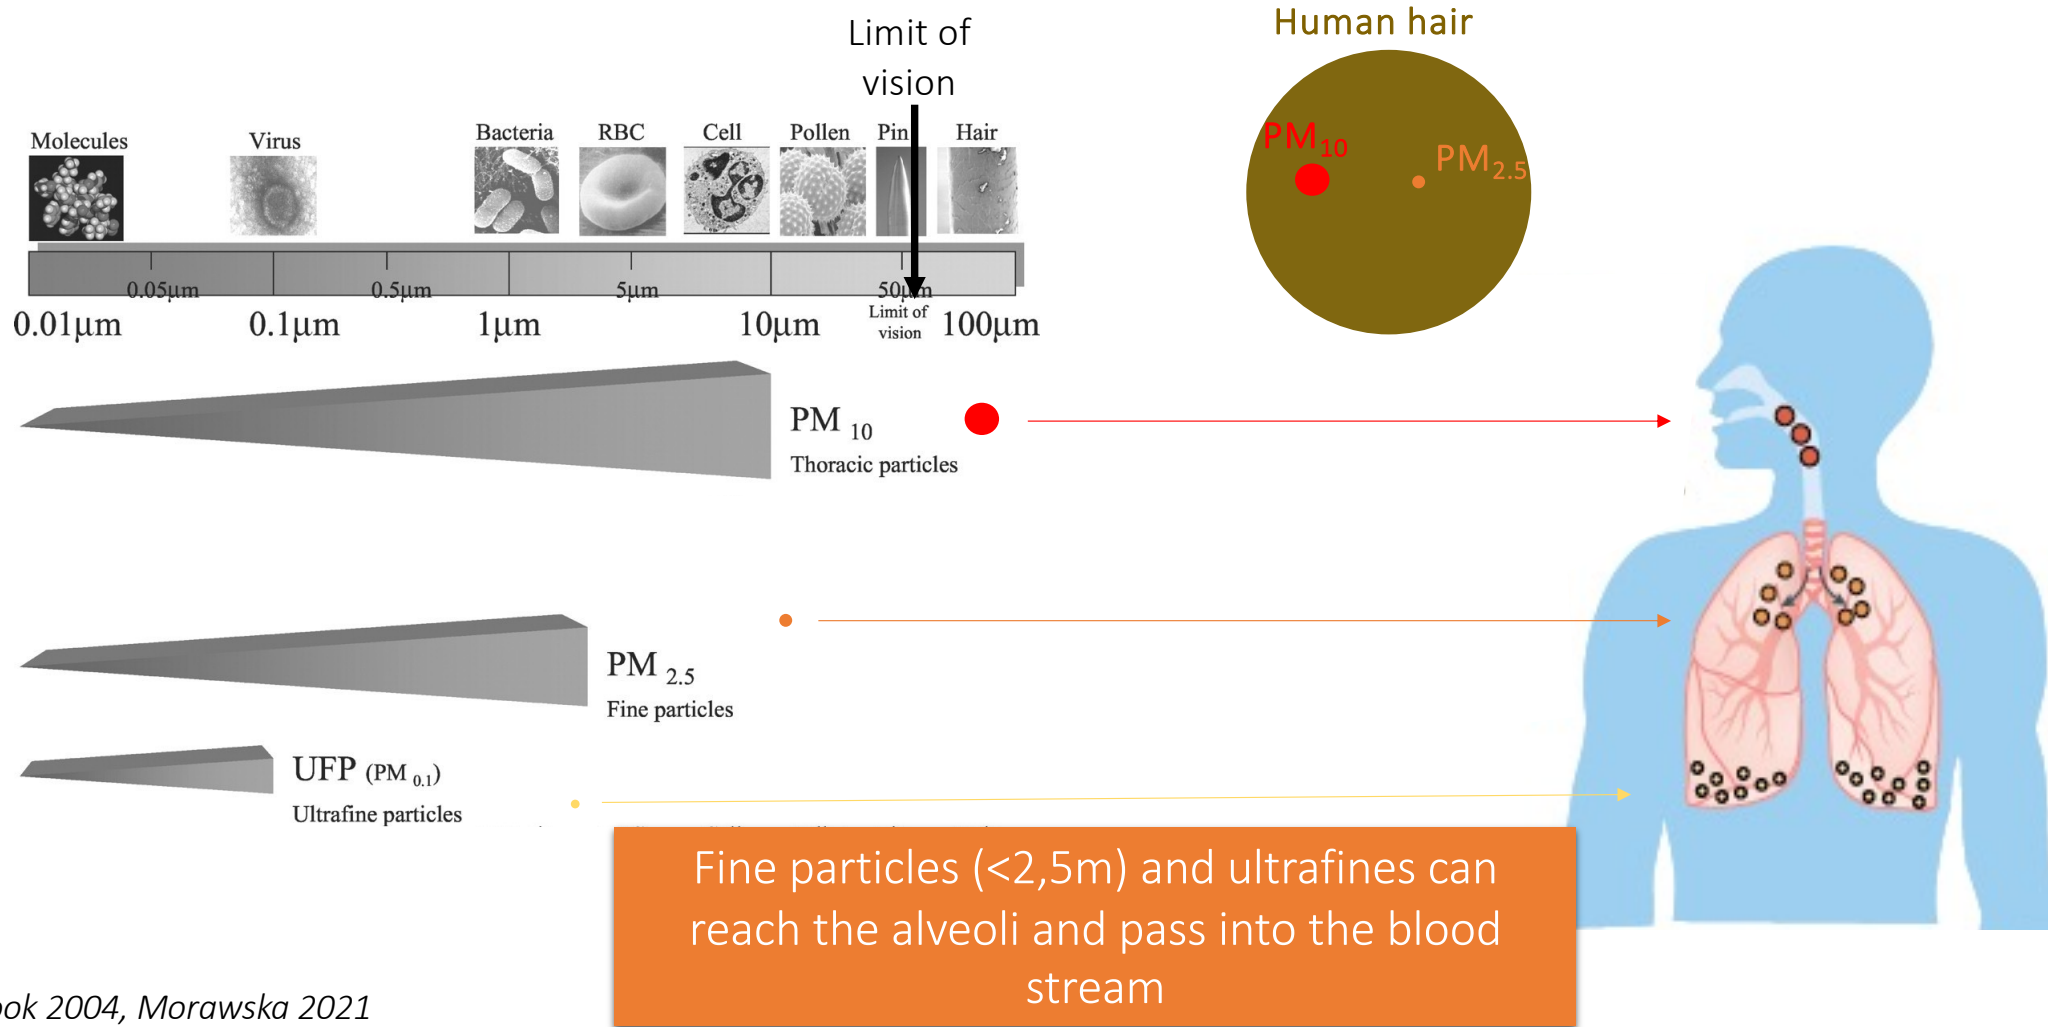 Limit of
vision
Human hair
Molecules
Virus
Bacteria
RBC
Cell
Pollen
Pin
Hair
PM10
PM2.5
0.05µm
0.5µm
5µm
50µm
0.01µm
0.1µm
1µm
10µm
Limit of
vision
100µm
PM 10
Thoracic particles
PM 2.5
Fine particles
UFP (PM 0.1)
Ultrafine particles
Fine particles (<2,5m) and ultrafines can
reach the alveoli and pass into the blood
stream
2004, Morawska 2021